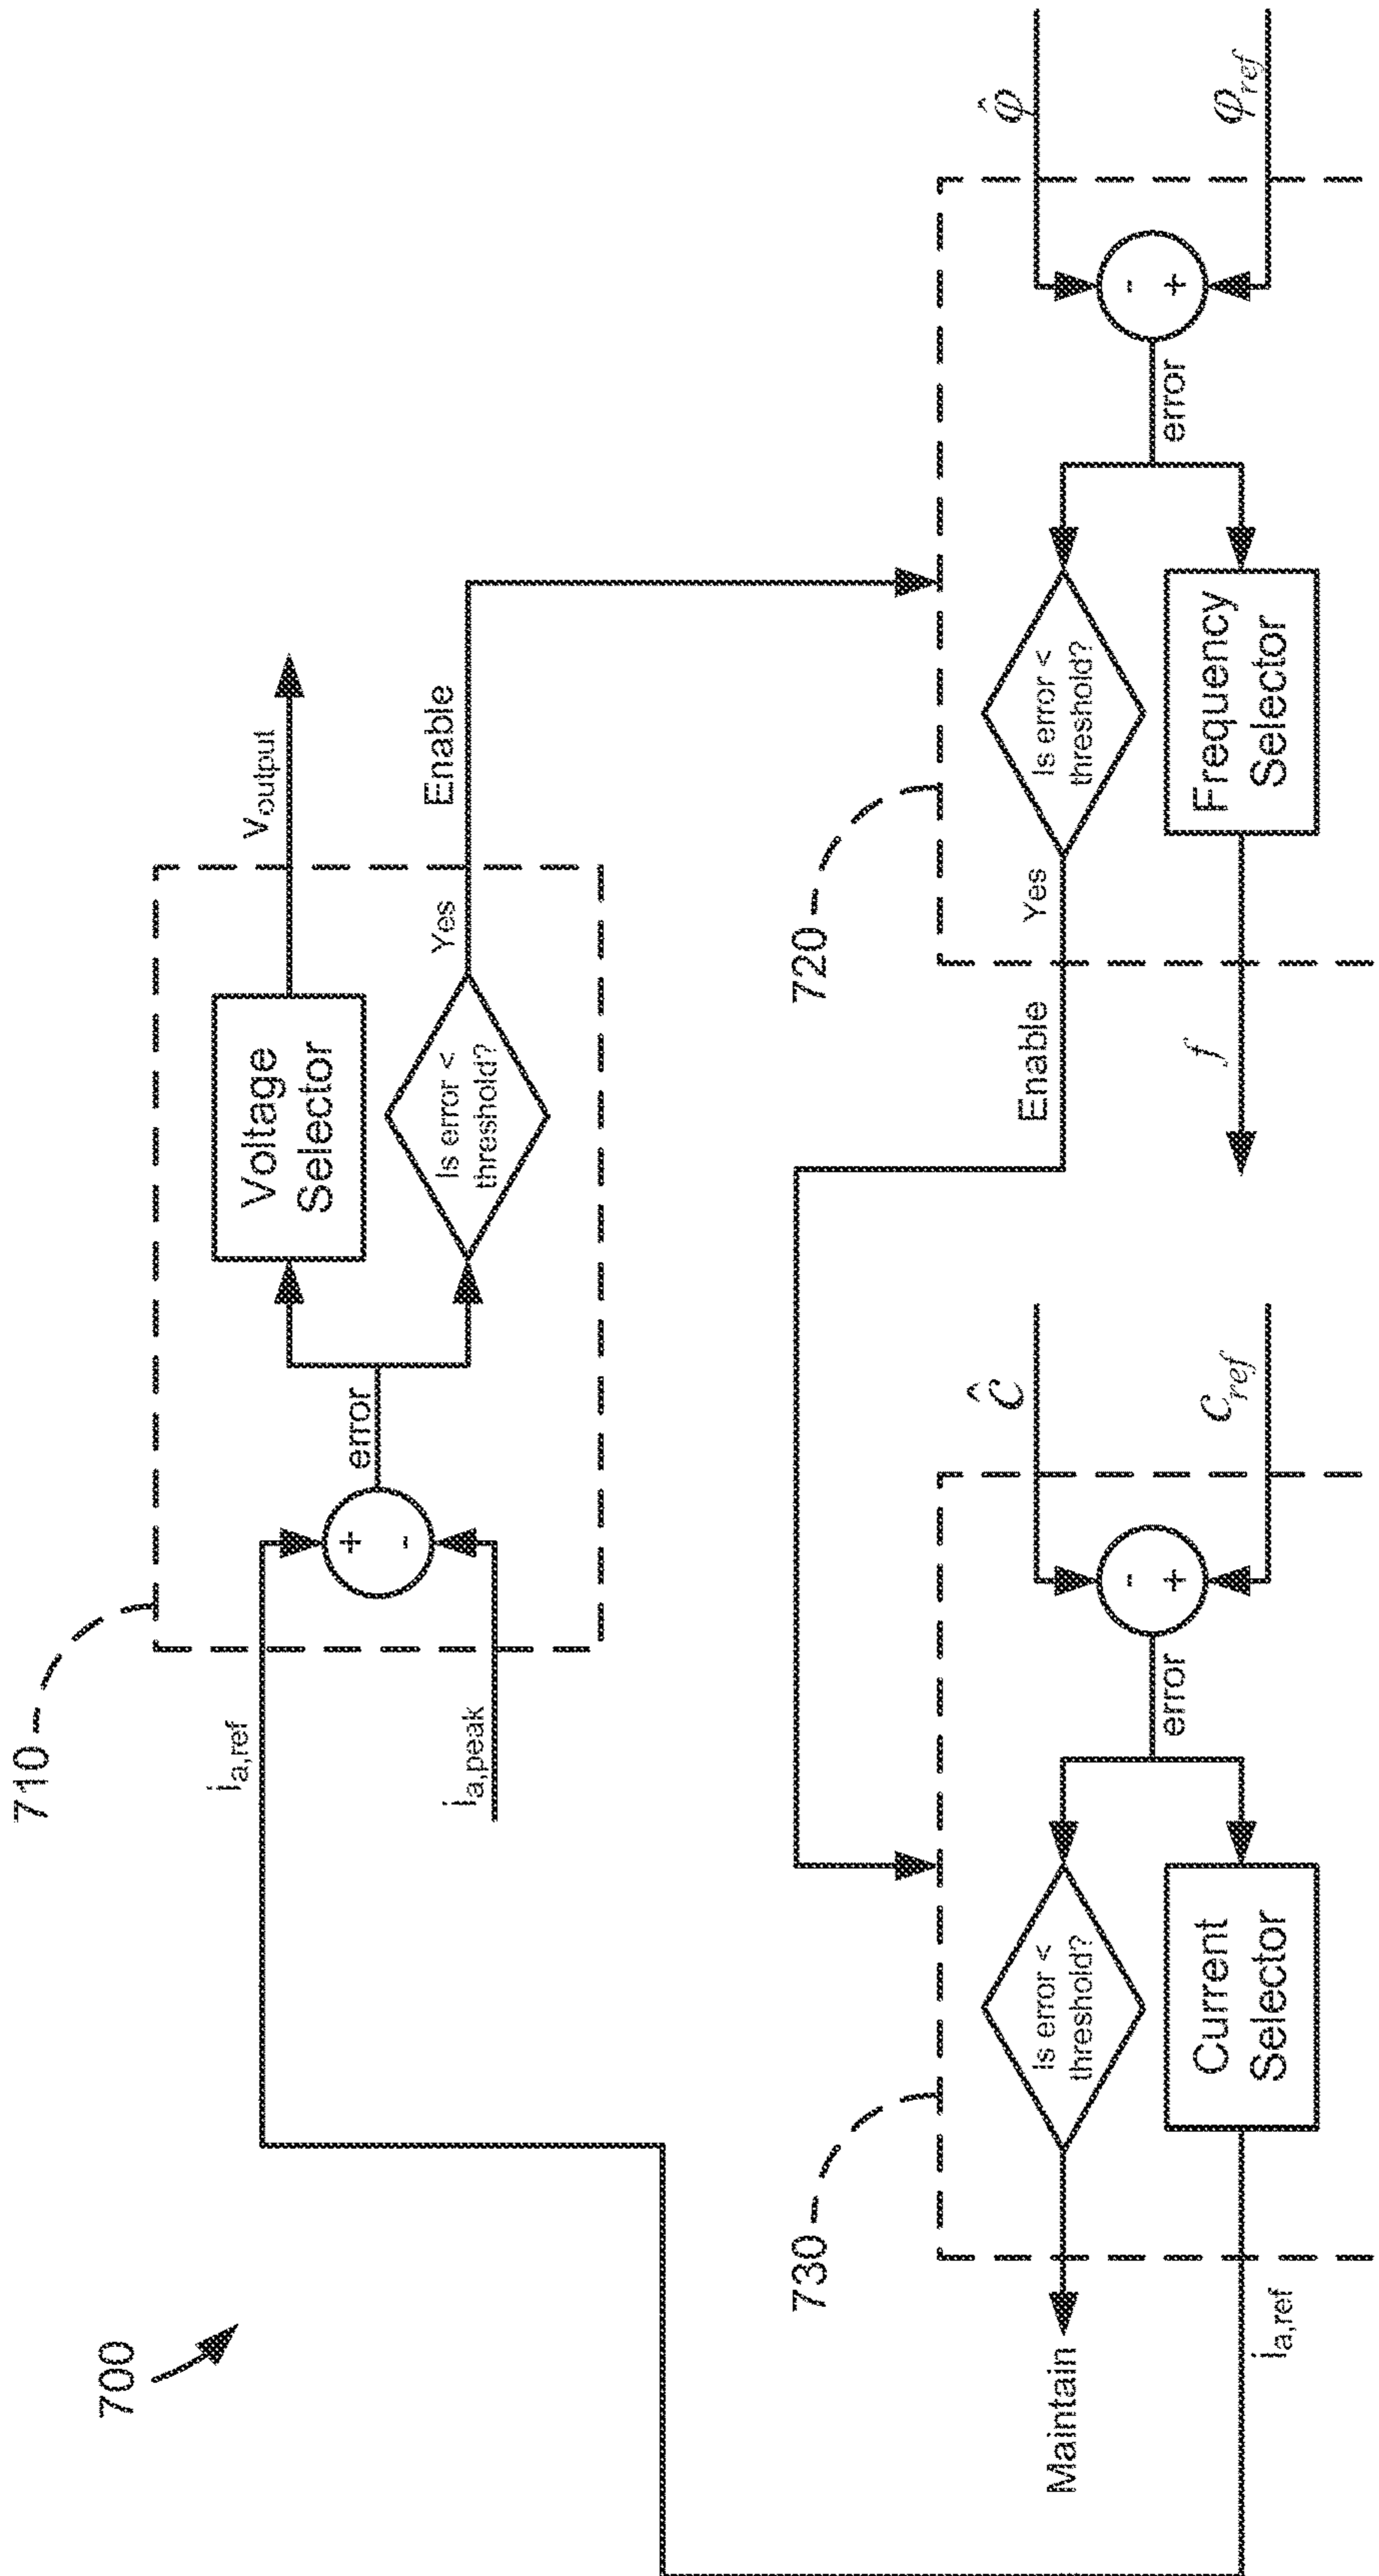 700
710
i_a,ref
i_a,peak
+
-
error
Voltage
Selector
Is error <
threshold?
Yes
v_output
Enable
720
φ̂
φ_ref
-
+
error
Is error <
threshold?
Yes
Enable
Frequency
Selector
f
730
ĉ
c_ref
-
+
error
Is error <
threshold?
Maintain
Current
Selector
i_a,ref